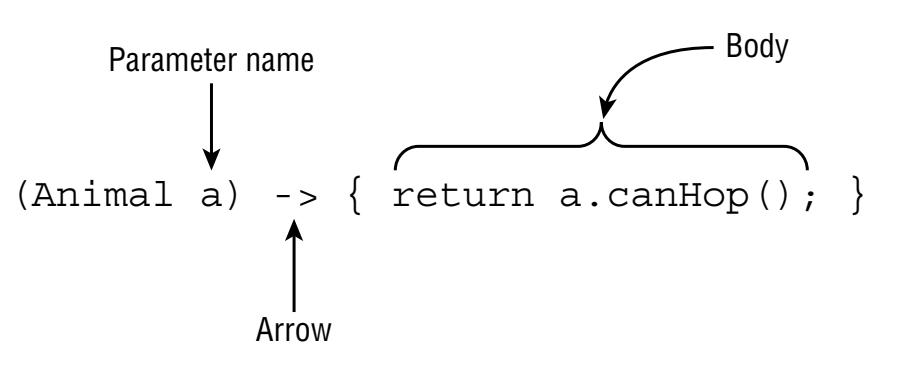 Body
Parameter name
(Animal a) -> { return a.canHop(); }
Arrow